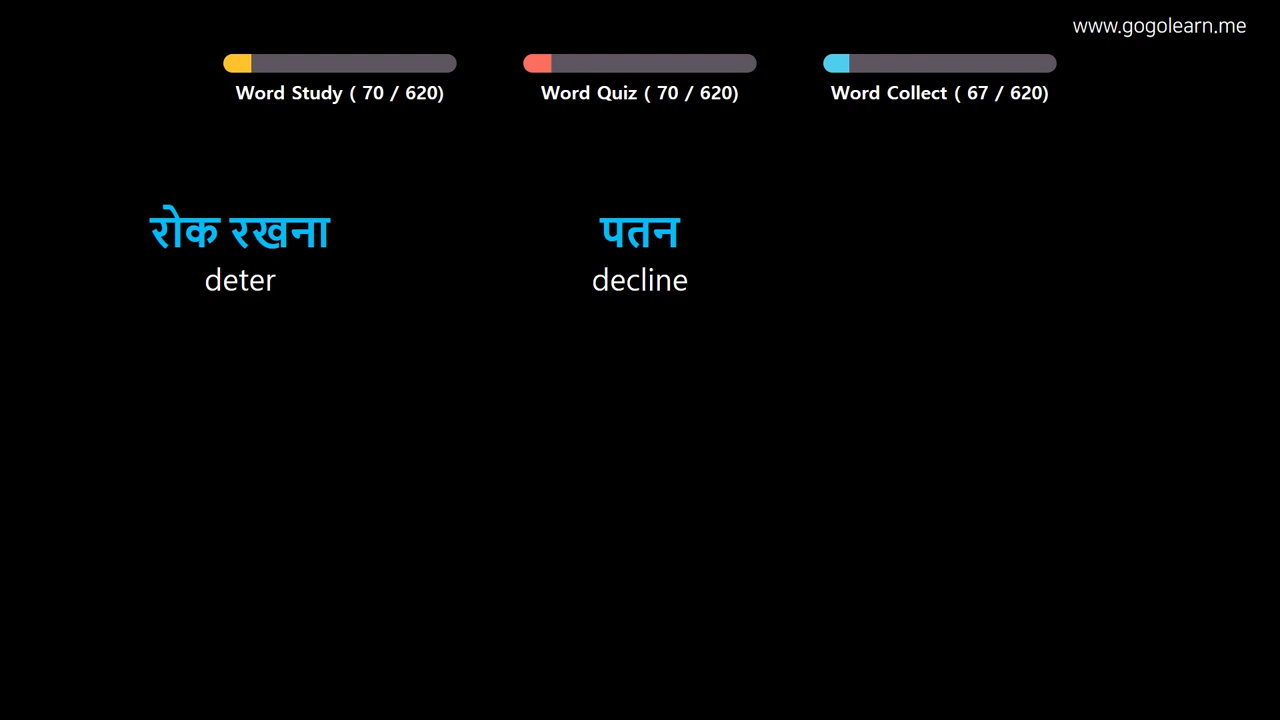 www.gogolearn.me
Word Study ( 70 / 620)
Word Quiz ( 70 / 620)
Word Collect ( 67 / 620)
रोक रखना
deter
पतन
decline